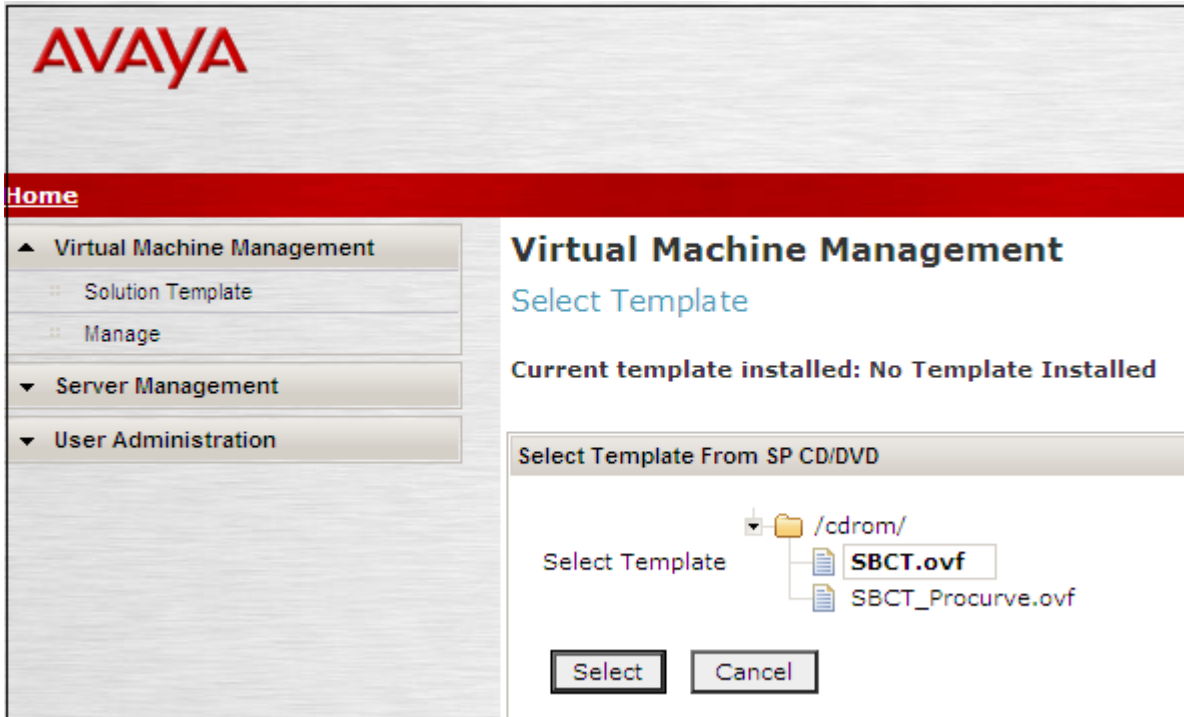 AVAYA
Home
Virtual Machine Management
Solution Template
Manage
Server Management
User Administration
Virtual Machine Management
Select Template
Current template installed: No Template Installed
Select Template From SP CD/DVD
/cdrom/
Select Template
SBCT.ovf
SBCT_Procurve.ovf
Select
Cancel